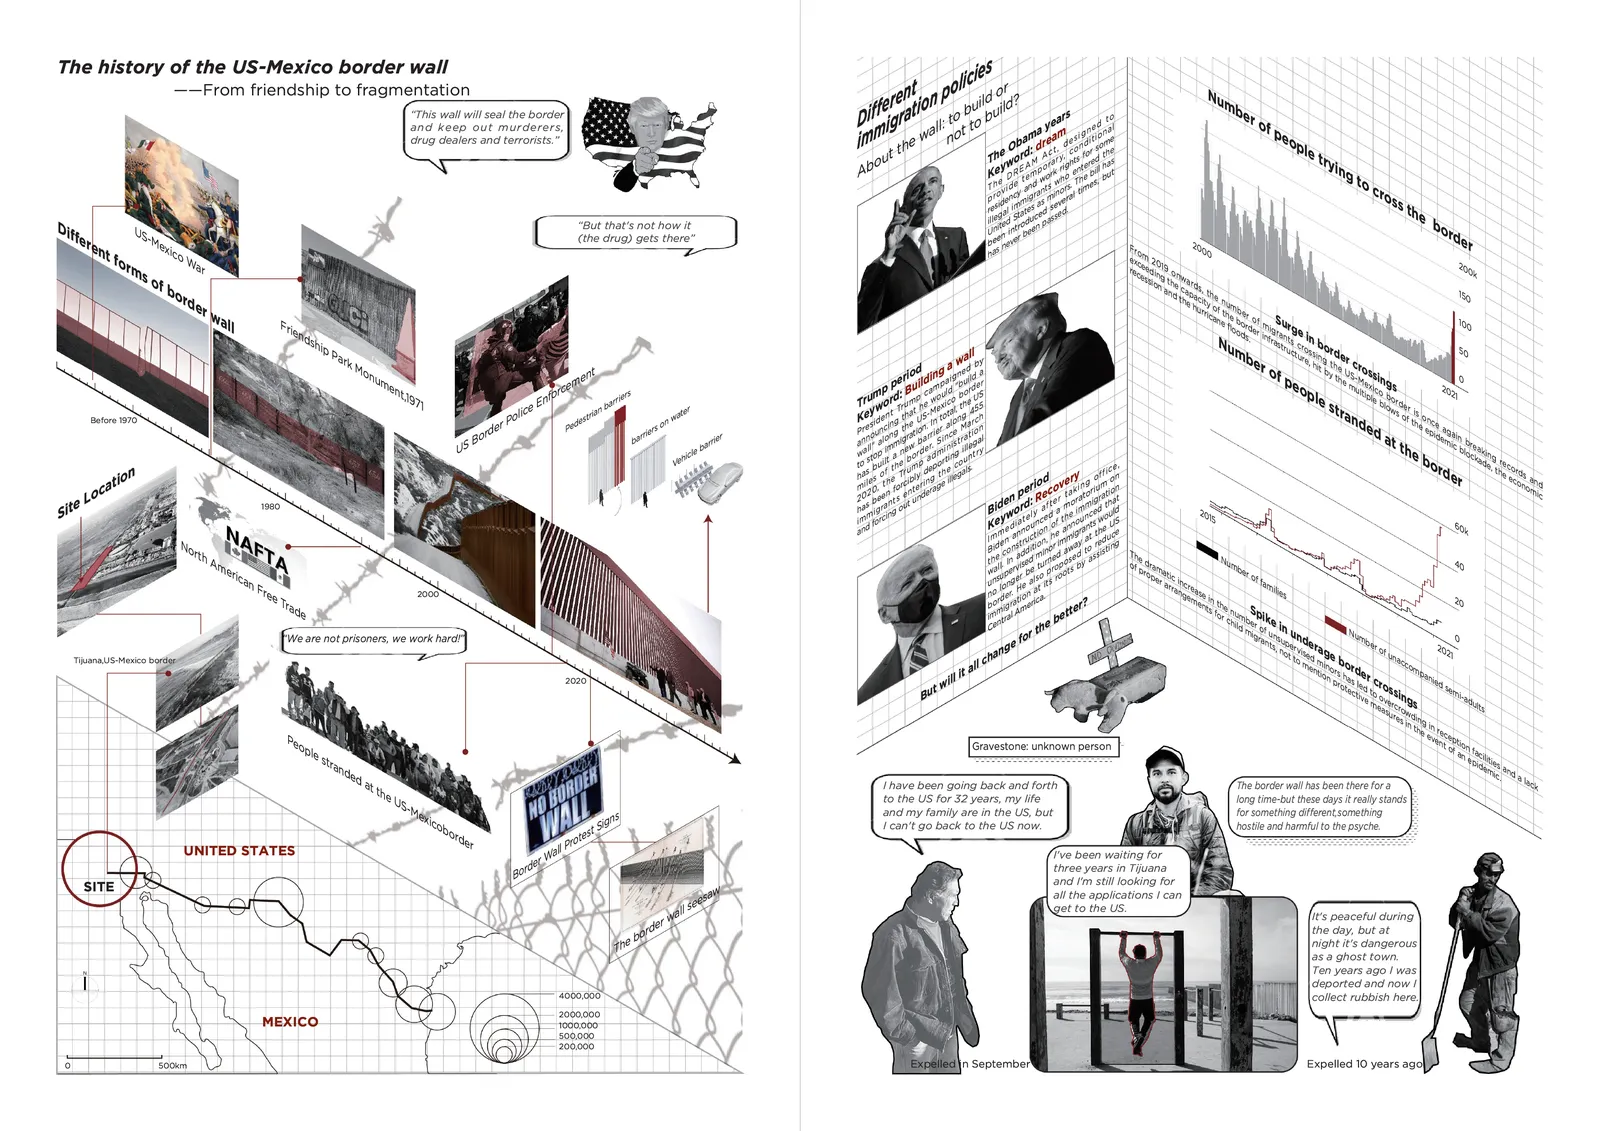 The history of the US-Mexico border wall
——From friendship to fragmentation
"This wall will seal the border
and keep out murderers,
drug dealers and terrorists."
"But that's not how it
(the drug) gets there"
US-Mexico War
Different forms of border wall
Friendship Park Monument,1971
US Border Police Enforcement
Pedestrian barriers
barriers on water
Vehicle barrier
Before 1970
1980
2000
2020
Site Location
NAFTA
North American Free Trade
Tijuana,US-Mexico border
"We are not prisoners, we work hard!"
People stranded at the US-Mexicoborder
NO BORDER
WALL
Border Wall Protest Signs
The border wall seesaw
UNITED STATES
SITE
MEXICO
N
0
500km
4000,000
2000,000
1000,000
500,000
200,000
Different
immigration policies
About the wall: to build or
not to build?
The Obama years
Keyword: dream
The DREAM Act, designed to
provide temporary, conditional
residency and work rights for some
illegal immigrants who entered the
United States as minors. The bill has
been introduced several times, but
has never been passed.
Trump period
Keyword: Building a wall
President Trump campaigned by
announcing that he would "build a
wall" along the US-Mexico border
to stop immigration. In total, the US
has built a new barrier along 455
miles of the border. Since March
2020, the Trump administration
has been forcibly deporting illegal
immigrants entering the country
and forcing out underage illegals.
Biden period
Keyword: Recovery
Immediately after taking office,
Biden announced a moratorium on
the construction of the immigration
wall. In addition, he announced that
unsupervised minor immigrants would
no longer be turned away at the US
border. He also proposed to reduce
immigration at its roots by assisting
Central America.
But will it all change for the better?
Number of people trying to cross the border
200k
150
100
50
0
2000
2021
Surge in border crossings
From 2019 onwards, the number of migrants crossing the US-Mexico border is once again breaking records and
exceeding the capacity of the border infrastructure, hit by the multiple blows of the epidemic blockade, the economic
recession and the hurricane floods.
Number of people stranded at the border
60k
40
20
0
2015
2021
Number of families
Number of unaccompanied semi-adults
Spike in underage border crossings
The dramatic increase in the number of unsupervised minors has led to overcrowding in reception facilities and a lack
of proper arrangements for child migrants, not to mention protective measures in the event of an epidemic.
Gravestone: unknown person
I have been going back and forth
to the US for 32 years, my life
and my family are in the US, but
I can't go back to the US now.
The border wall has been there for a
long time-but these days it really stands
for something different,something
hostile and harmful to the psyche.
I've been waiting for
three years in Tijuana
and I'm still looking for
all the applications I can
get to the US.
It's peaceful during
the day, but at
night it's dangerous
as a ghost town.
Ten years ago I was
deported and now I
collect rubbish here.
Expelled in September
Expelled 10 years ago